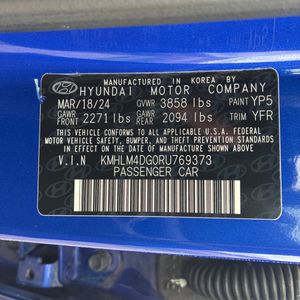 MANUFACTURED IN KOREA BY
HYUNDAI MOTOR COMPANY
MAR/18/24 GVWR 3858 lbs PAINT YP5
GAWR FRONT 2271 lbs GAWR REAR 2094 lbs TRIM YFR
THIS VEHICLE CONFORMS TO ALL APPLICABLE U.S.A. FEDERAL
MOTOR VEHICLE SAFETY, BUMPER, AND THEFT PREVENTION
STANDARDS IN EFFECT ON THE DATE OF MANUFACTURE
SHOWN ABOVE.
V.I.N KMHLM4DG0RU769373
PASSENGER CAR